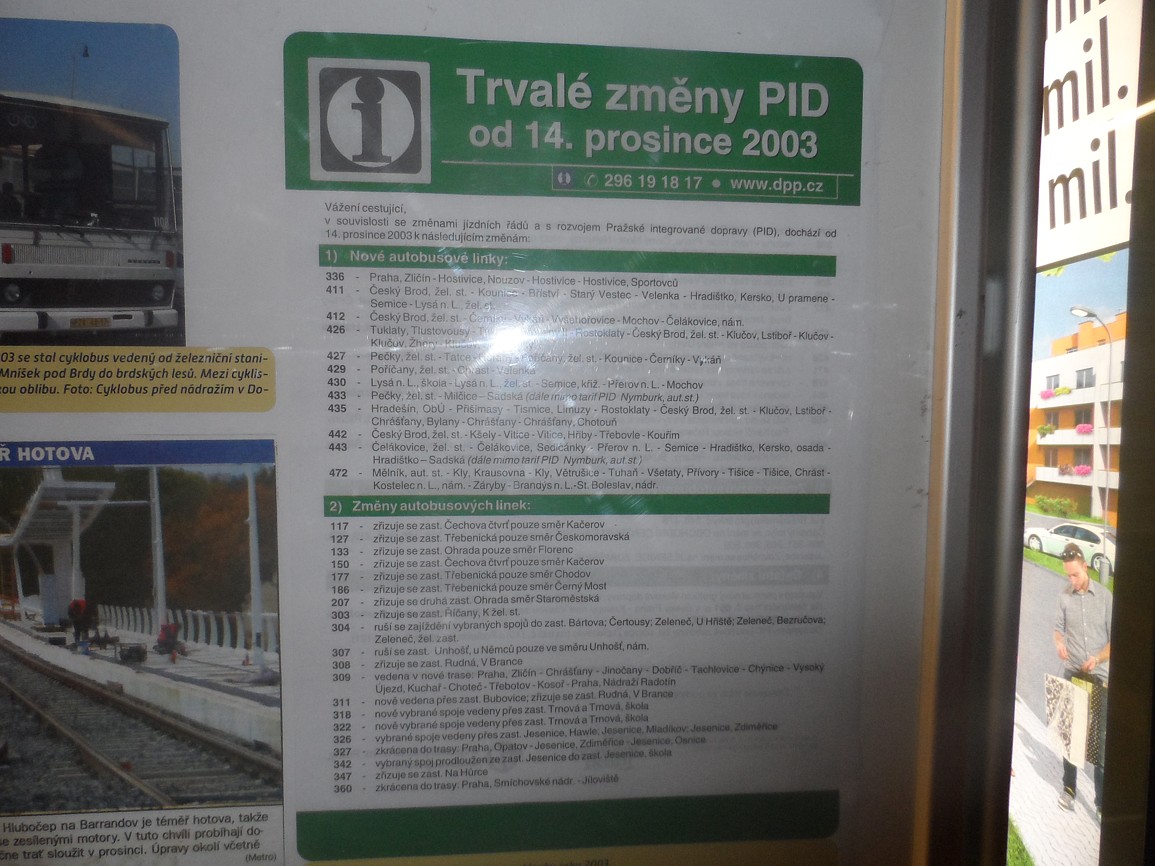 Trvalé změny PID
od 14. prosince 2003
296 19 18 17 • www.dpp.cz
Vážení cestující,
v souvislosti se změnami jízdních řádů a s rozvojem Pražské integrované dopravy (PID), dochází od
14. prosince 2003 k následujícím změnám:
1) Nové autobusové linky:
336 - Praha, Zličín - Hostivice, Nouzov - Hostivice - Hostivice, Sportovců
411 - Český Brod, žel. st. - Kounice - Bříství - Starý Vestec - Velenka - Hradištko, Kersko, U pramene -
Semice - Lysá n. L., žel. st.
412 - Český Brod, žel. st. - Černíky - Vykáň - Vyšehořovice - Mochov - Čelákovice, nám.
426 - Tuklaty, Tlustovousy - Rostoklaty - Český Brod, žel. st. - Klučov, Lstiboř - Klučov -
Klučov, Žhery
427 - Pečky, žel. st. - Tatce - Poříčany, žel. st. - Kounice - Černíky - Vykáň
429 - Poříčany, žel. st. - Chrást - Velenka
430 - Lysá n. L., škola - Lysá n. L., žel. st. - Semice, křiž. - Přerov n. L. - Mochov
433 - Pečky, žel. st. - Milčice - Sadská (dále mimo tarif PID Nymburk, aut.st.)
435 - Hradešín, ObÚ - Přišimasy - Tismice, Limuzy - Rostoklaty - Český Brod, žel. st. - Klučov, Lstiboř -
Chrášťany, Bylany - Chrášťany - Chrášťany, Chotouň
442 - Český Brod, žel. st. - Kšely - Vitice - Vitice, Hřiby - Třebovle - Kouřim
443 - Čelákovice, žel. st. - Čelákovice, Sedlčánky - Přerov n. L. - Semice - Hradištko, Kersko, osada -
Hradištko – Sadská (dále mimo tarif PID Nymburk, aut.st.)
472 - Mělník, aut. st. - Kly, Krausovna - Kly, Větrušice - Tuhaň - Všetaty, Přívory - Tišice - Tišice, Chrást -
Kostelec n. L., nám. - Záryby - Brandýs n. L.-St. Boleslav, nádr.
2) Změny autobusových linek:
117 - zřizuje se zast. Čechova čtvrť pouze směr Kačerov
127 - zřizuje se zast. Třebenická pouze směr Českomoravská
133 - zřizuje se zast. Ohrada pouze směr Florenc
150 - zřizuje se zast. Čechova čtvrť pouze směr Kačerov
177 - zřizuje se zast. Třebenická pouze směr Chodov
186 - zřizuje se zast. Třebenická pouze směr Černý Most
207 - zřizuje se druhá zast. Ohrada směr Staroměstská
303 - zřizuje se zast. Říčany, K žel. st.
304 - ruší se zajíždění vybraných spojů do zast. Bártova; Čertousy; Zeleneč, U Hřiště; Zeleneč, Bezručova;
Zeleneč, žel. zast.
307 - ruší se zast. Unhošť, u Němců pouze ve směru Unhošť, nám.
308 - zřizuje se zast. Rudná, V Brance
309 - vedena v nové trase: Praha, Zličín - Chrášťany - Jinočany - Dobříč - Tachlovice - Chýnice - Vysoký
Újezd, Kuchař - Choteč - Třebotov - Kosoř - Praha, Nádraží Radotín
311 - nově vedena přes zast. Bubovice; zřizuje se zast. Rudná, V Brance
318 - nově vybrané spoje vedeny přes zast. Trnová a Trnová, škola
322 - nově vybrané spoje vedeny přes zast. Trnová a Trnová, škola
326 - vybrané spoje vedeny přes zast. Jesenice, Hawle; Jesenice, Mladíkov; Jesenice, Zdiměřice
327 - zkrácena do trasy: Praha, Opatov - Jesenice, Zdiměřice - Jesenice, Osnice
342 - vybraný spoj prodloužen ze zast. Jesenice do zast. Jesenice, škola
347 - zřizuje se zast. Na Hůrce
360 - zkrácena do trasy: Praha, Smíchovské nádr. - Jíloviště
03 se stal cyklobus vedený od železniční stani-
Mníšek pod Brdy do brdských lesů. Mezi cyklis-
kou oblibu. Foto: Cyklobus před nádražím v Do-
Ř HOTOVA
Hlubočep na Barrandov je téměř hotova, takže
se zesílenými motory. V tuto chvíli probíhají do-
čne trať sloužit v prosinci. Úpravy okolí včetně
(Metro)
mil.
mil.
mil.